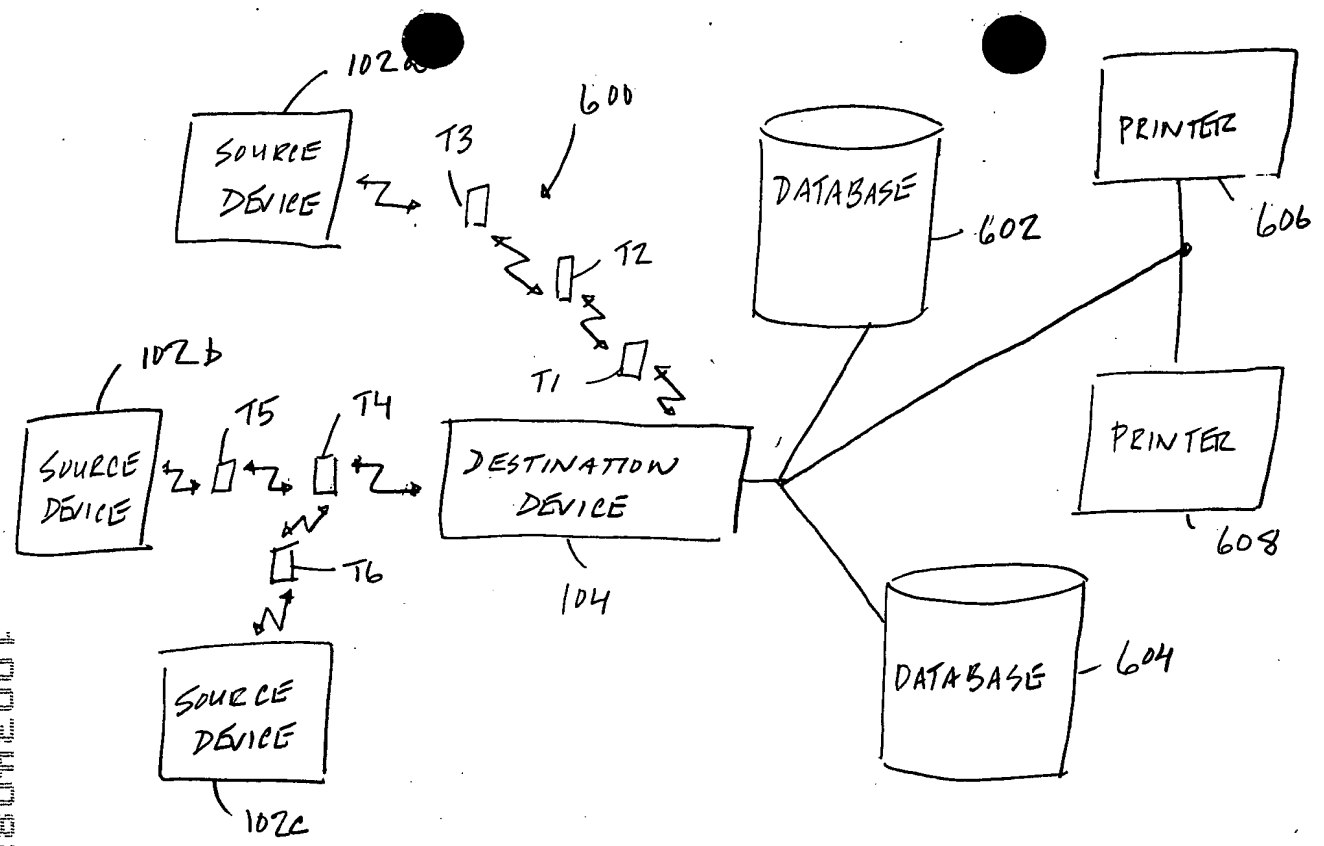 102a
SOURCE
DEVICE
T3
600
T2
T1
DATABASE
602
PRINTER
606
102b
SOURCE
DEVICE
T5
T4
DESTINATION
DEVICE
104
T6
PRINTER
608
SOURCE
DEVICE
102c
DATABASE
604